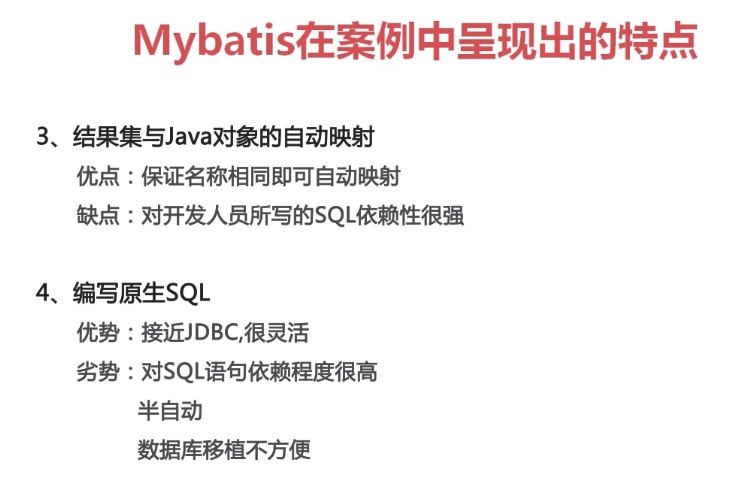 Mybatis在案例中呈现出的特点
3、结果集与Java对象的自动映射
优点：保证名称相同即可自动映射
缺点：对开发人员所写的SQL依赖性很强
4、编写原生SQL
优势：接近JDBC,很灵活
劣势：对SQL语句依赖程度很高
半自动
数据库移植不方便